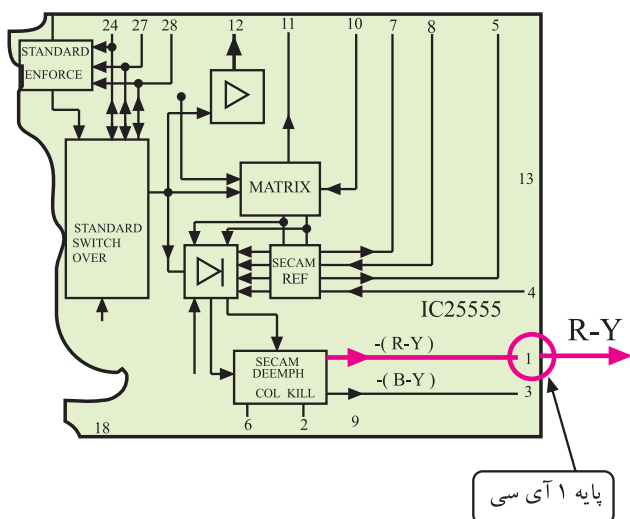 24 27 28 12 11 10 7 8 5
STANDARD
ENFORCE
MATRIX
13
STANDARD
SWITCH
OVER
SECAM
REF
4
IC25555
R-Y
-( R-Y )
1
SECAM
DEEMPH
-(B-Y)
COL KILL
3
18 6 2 9
پایه ۱ آی سی